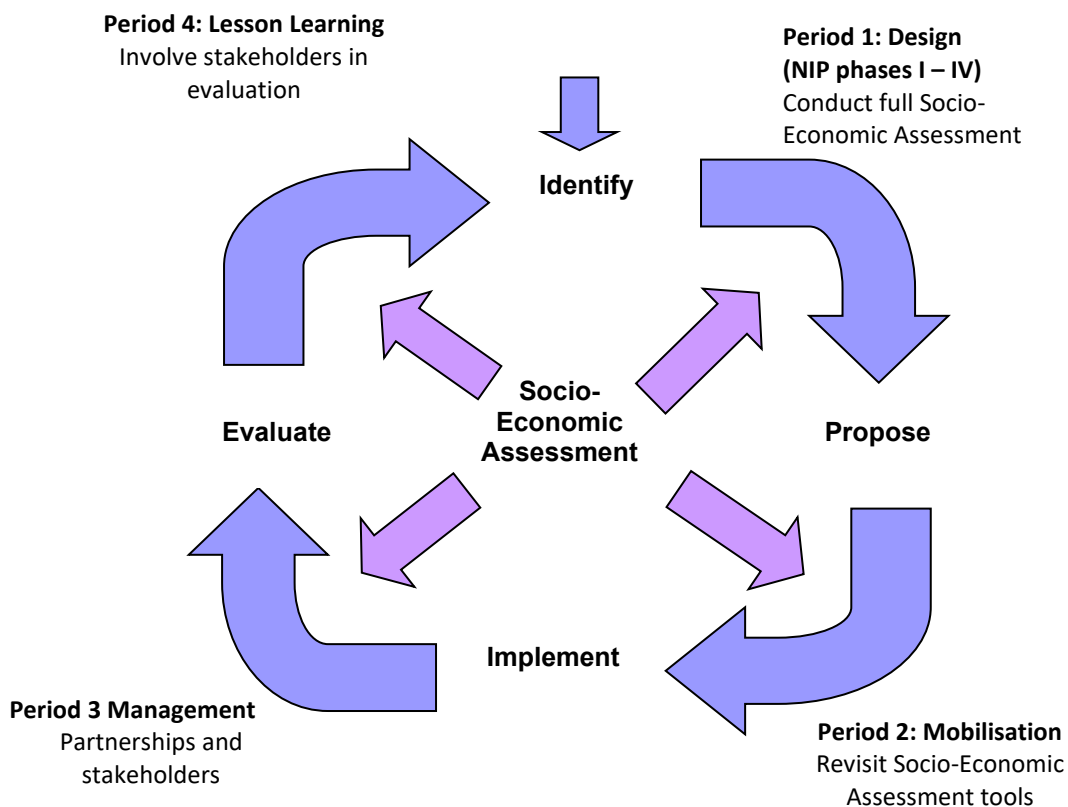 Period 4: Lesson Learning
Involve stakeholders in
evaluation
Period 1: Design
(NIP phases I – IV)
Conduct full Socio-
Economic Assessment
Identify
Socio-
Economic
Assessment
Evaluate
Propose
Implement
Period 3 Management
Partnerships and
stakeholders
Period 2: Mobilisation
Revisit Socio-Economic
Assessment tools